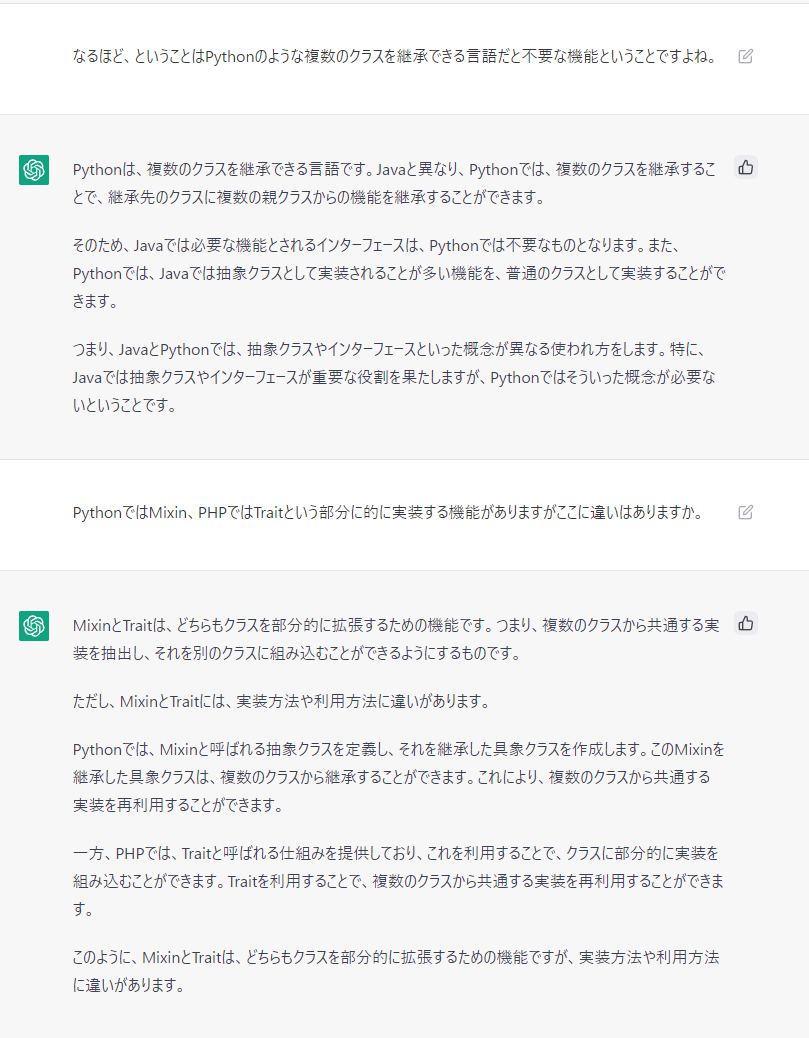 なるほど、ということはPythonのような複数のクラスを継承できる言語だと不要な機能ということですよね。
Pythonは、複数のクラスを継承できる言語です。Javaと異なり、Pythonでは、複数のクラスを継承するこ
とで、継承先のクラスに複数の親クラスからの機能を継承することができます。
そのため、Javaでは必要な機能とされるインターフェースは、Pythonでは不要なものとなります。また、
Pythonでは、Javaでは抽象クラスとして実装されることが多い機能を、普通のクラスとして実装することがで
きます。
つまり、JavaとPythonでは、抽象クラスやインターフェースといった概念が異なる使われ方をします。特に、
Javaでは抽象クラスやインターフェースが重要な役割を果たしますが、Pythonではそういった概念が必要な
いということです。
PythonではMixin、PHPではTraitという部分に的に実装する機能がありますがここに違いはありますか。
MixinとTraitは、どちらもクラスを部分的に拡張するための機能です。つまり、複数のクラスから共通する実
装を抽出し、それを別のクラスに組み込むことができるようにするものです。
ただし、MixinとTraitには、実装方法や利用方法に違いがあります。
Pythonでは、Mixinと呼ばれる抽象クラスを定義し、それを継承した具象クラスを作成します。このMixinを
継承した具象クラスは、複数のクラスから継承することができます。これにより、複数のクラスから共通する
実装を再利用することができます。
一方、PHPでは、Traitと呼ばれる仕組みを提供しており、これを利用することで、クラスに部分的に実装を
組み込むことができます。Traitを利用することで、複数のクラスから共通する実装を再利用することができま
す。
このように、MixinとTraitは、どちらもクラスを部分的に拡張するための機能ですが、実装方法や利用方法
に違いがあります。